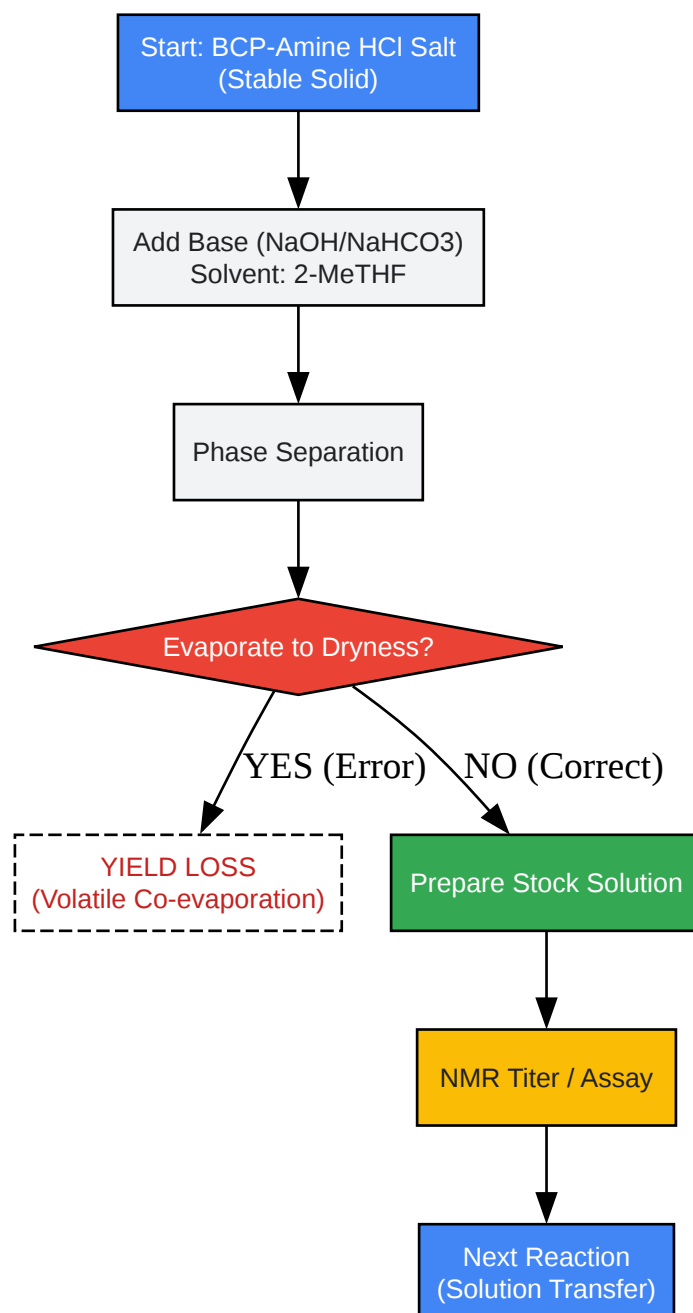 Start: BCP-Amine HCl Salt
(Stable Solid)
Add Base (NaOH/NaHCO3)
Solvent: 2-MeTHF
Phase Separation
Evaporate to Dryness?
YES (Error)
NO (Correct)
YIELD LOSS
(Volatile Co-evaporation)
Prepare Stock Solution
NMR Titer / Assay
Next Reaction
(Solution Transfer)